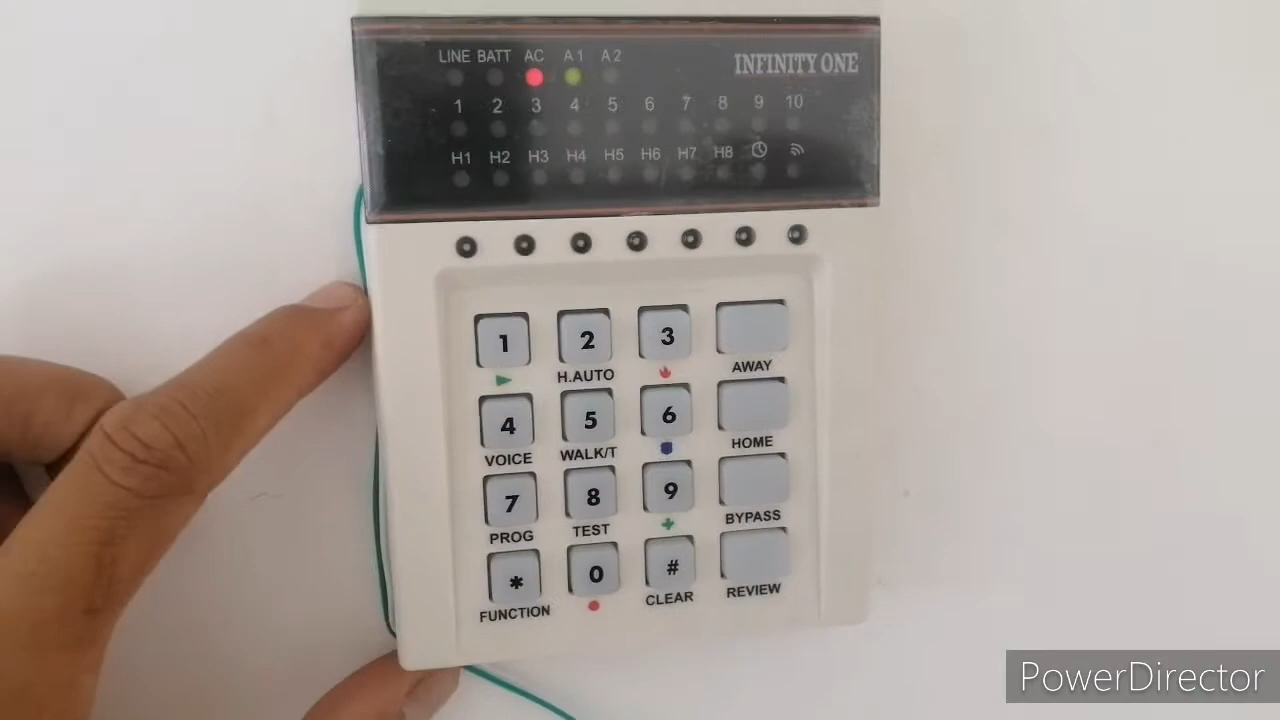 LINE BATT AC A1 A2
INFINITY ONE
1 2 3 4 5 6 7 8 9 10
H1 H2 H3 H4 H5 H6 H7 H8
1 2 3
H.AUTO AWAY
4 5 6
VOICE WALK/T HOME
7 8 9
PROG TEST BYPASS
* 0 #
FUNCTION CLEAR REVIEW
PowerDirector